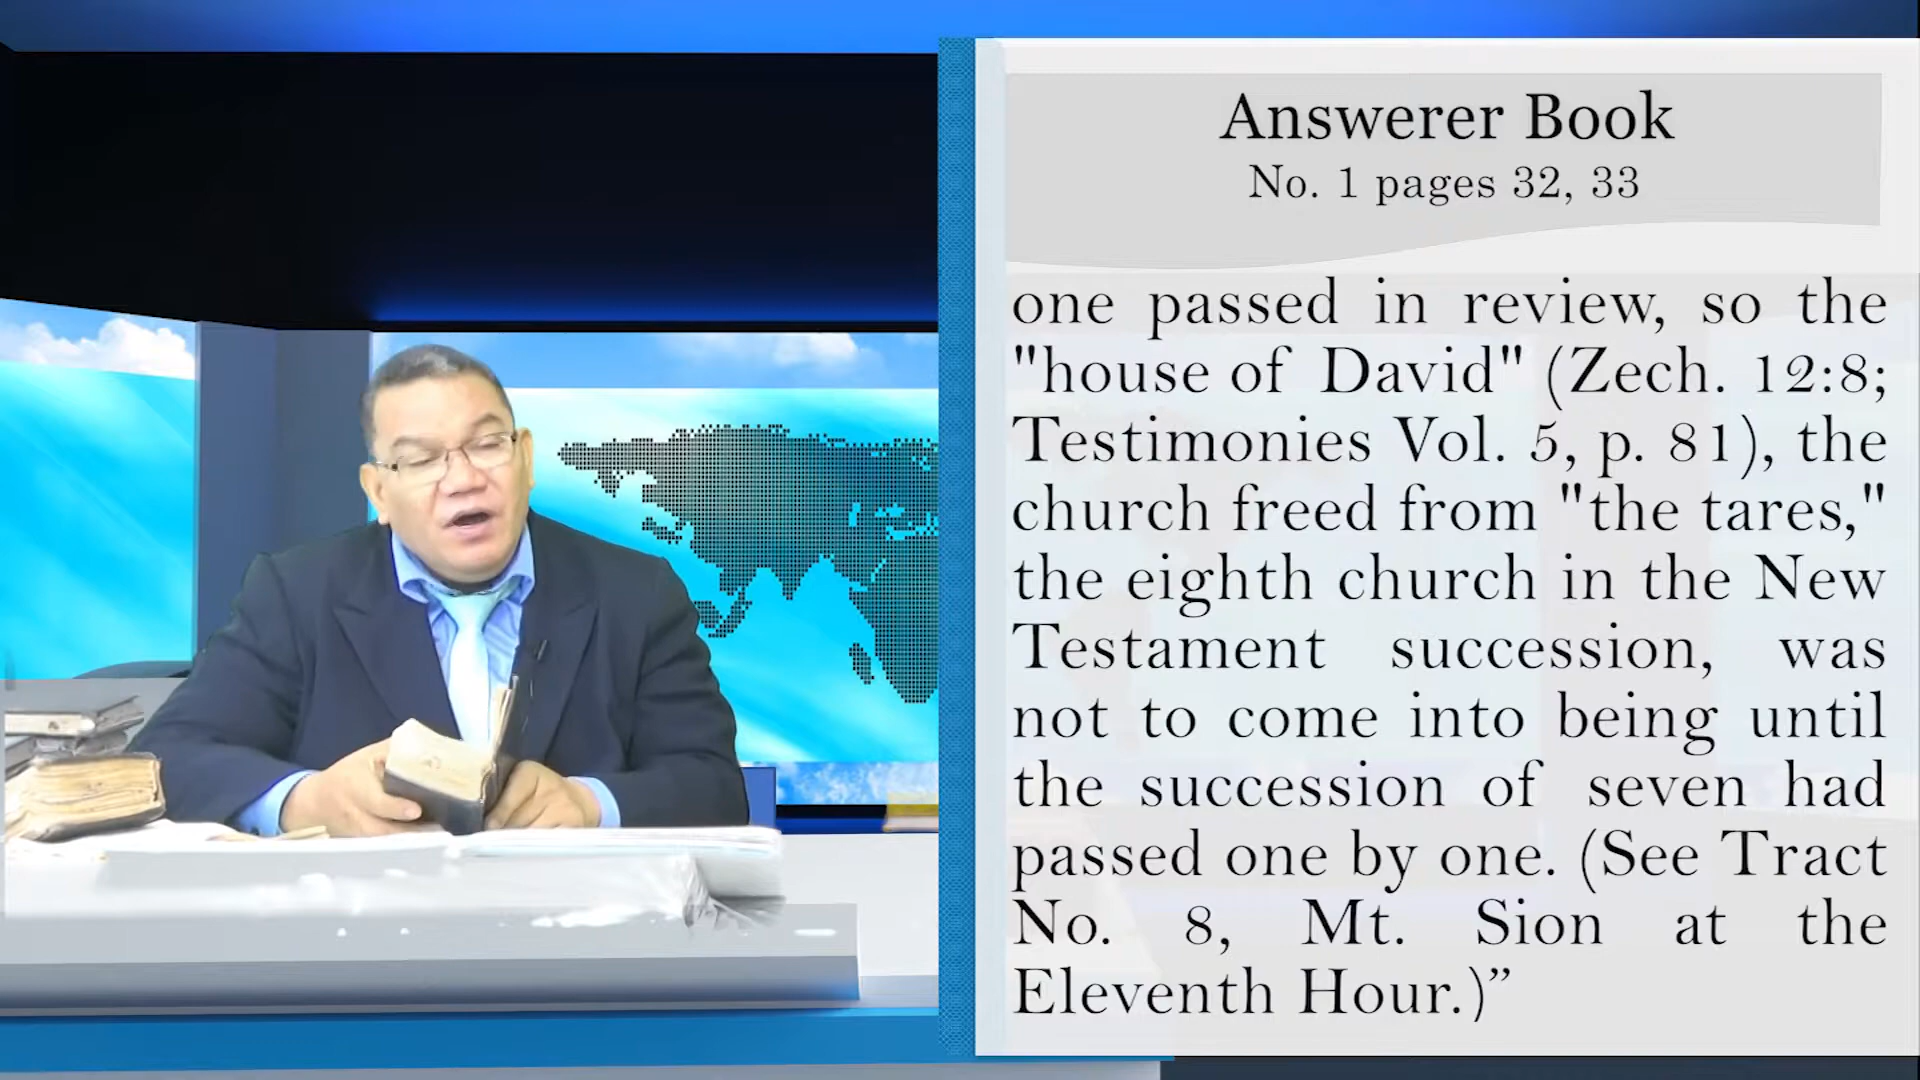 Answerer Book
No. 1 pages 32, 33
one passed in review, so the
"house of David" (Zech. 12:8;
Testimonies Vol. 5, p. 81), the
church freed from "the tares,"
the eighth church in the New
Testament succession, was
not to come into being until
the succession of seven had
passed one by one. (See Tract
No. 8, Mt. Sion at the
Eleventh Hour.)”